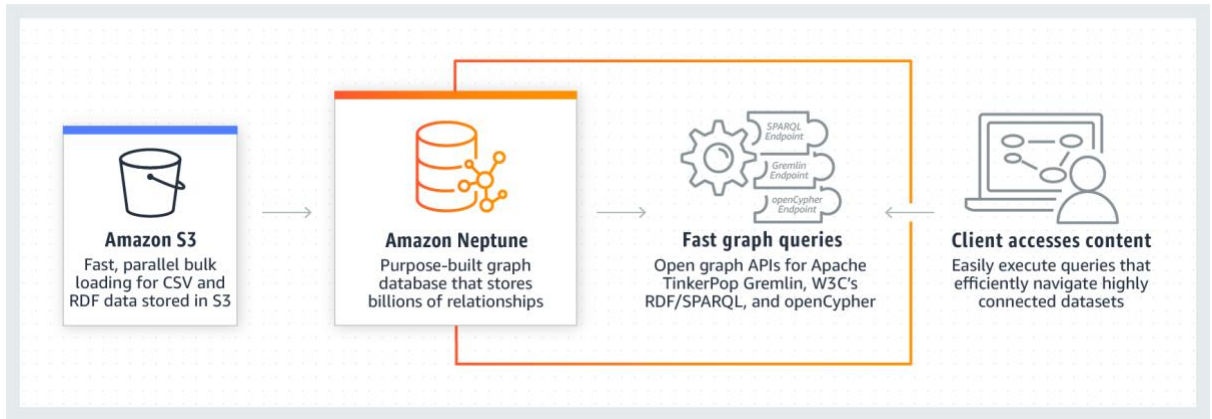 Amazon S3
Fast, parallel bulk
loading for CSV and
RDF data stored in S3
Amazon Neptune
Purpose-built graph
database that stores
billions of relationships
SPARQL
Endpoint
Gremlin
Endpoint
openCypher
Endpoint
Fast graph queries
Open graph APIs for Apache
TinkerPop Gremlin, W3C's
RDF/SPARQL, and openCypher
Client accesses content
Easily execute queries that
efficiently navigate highly
connected datasets